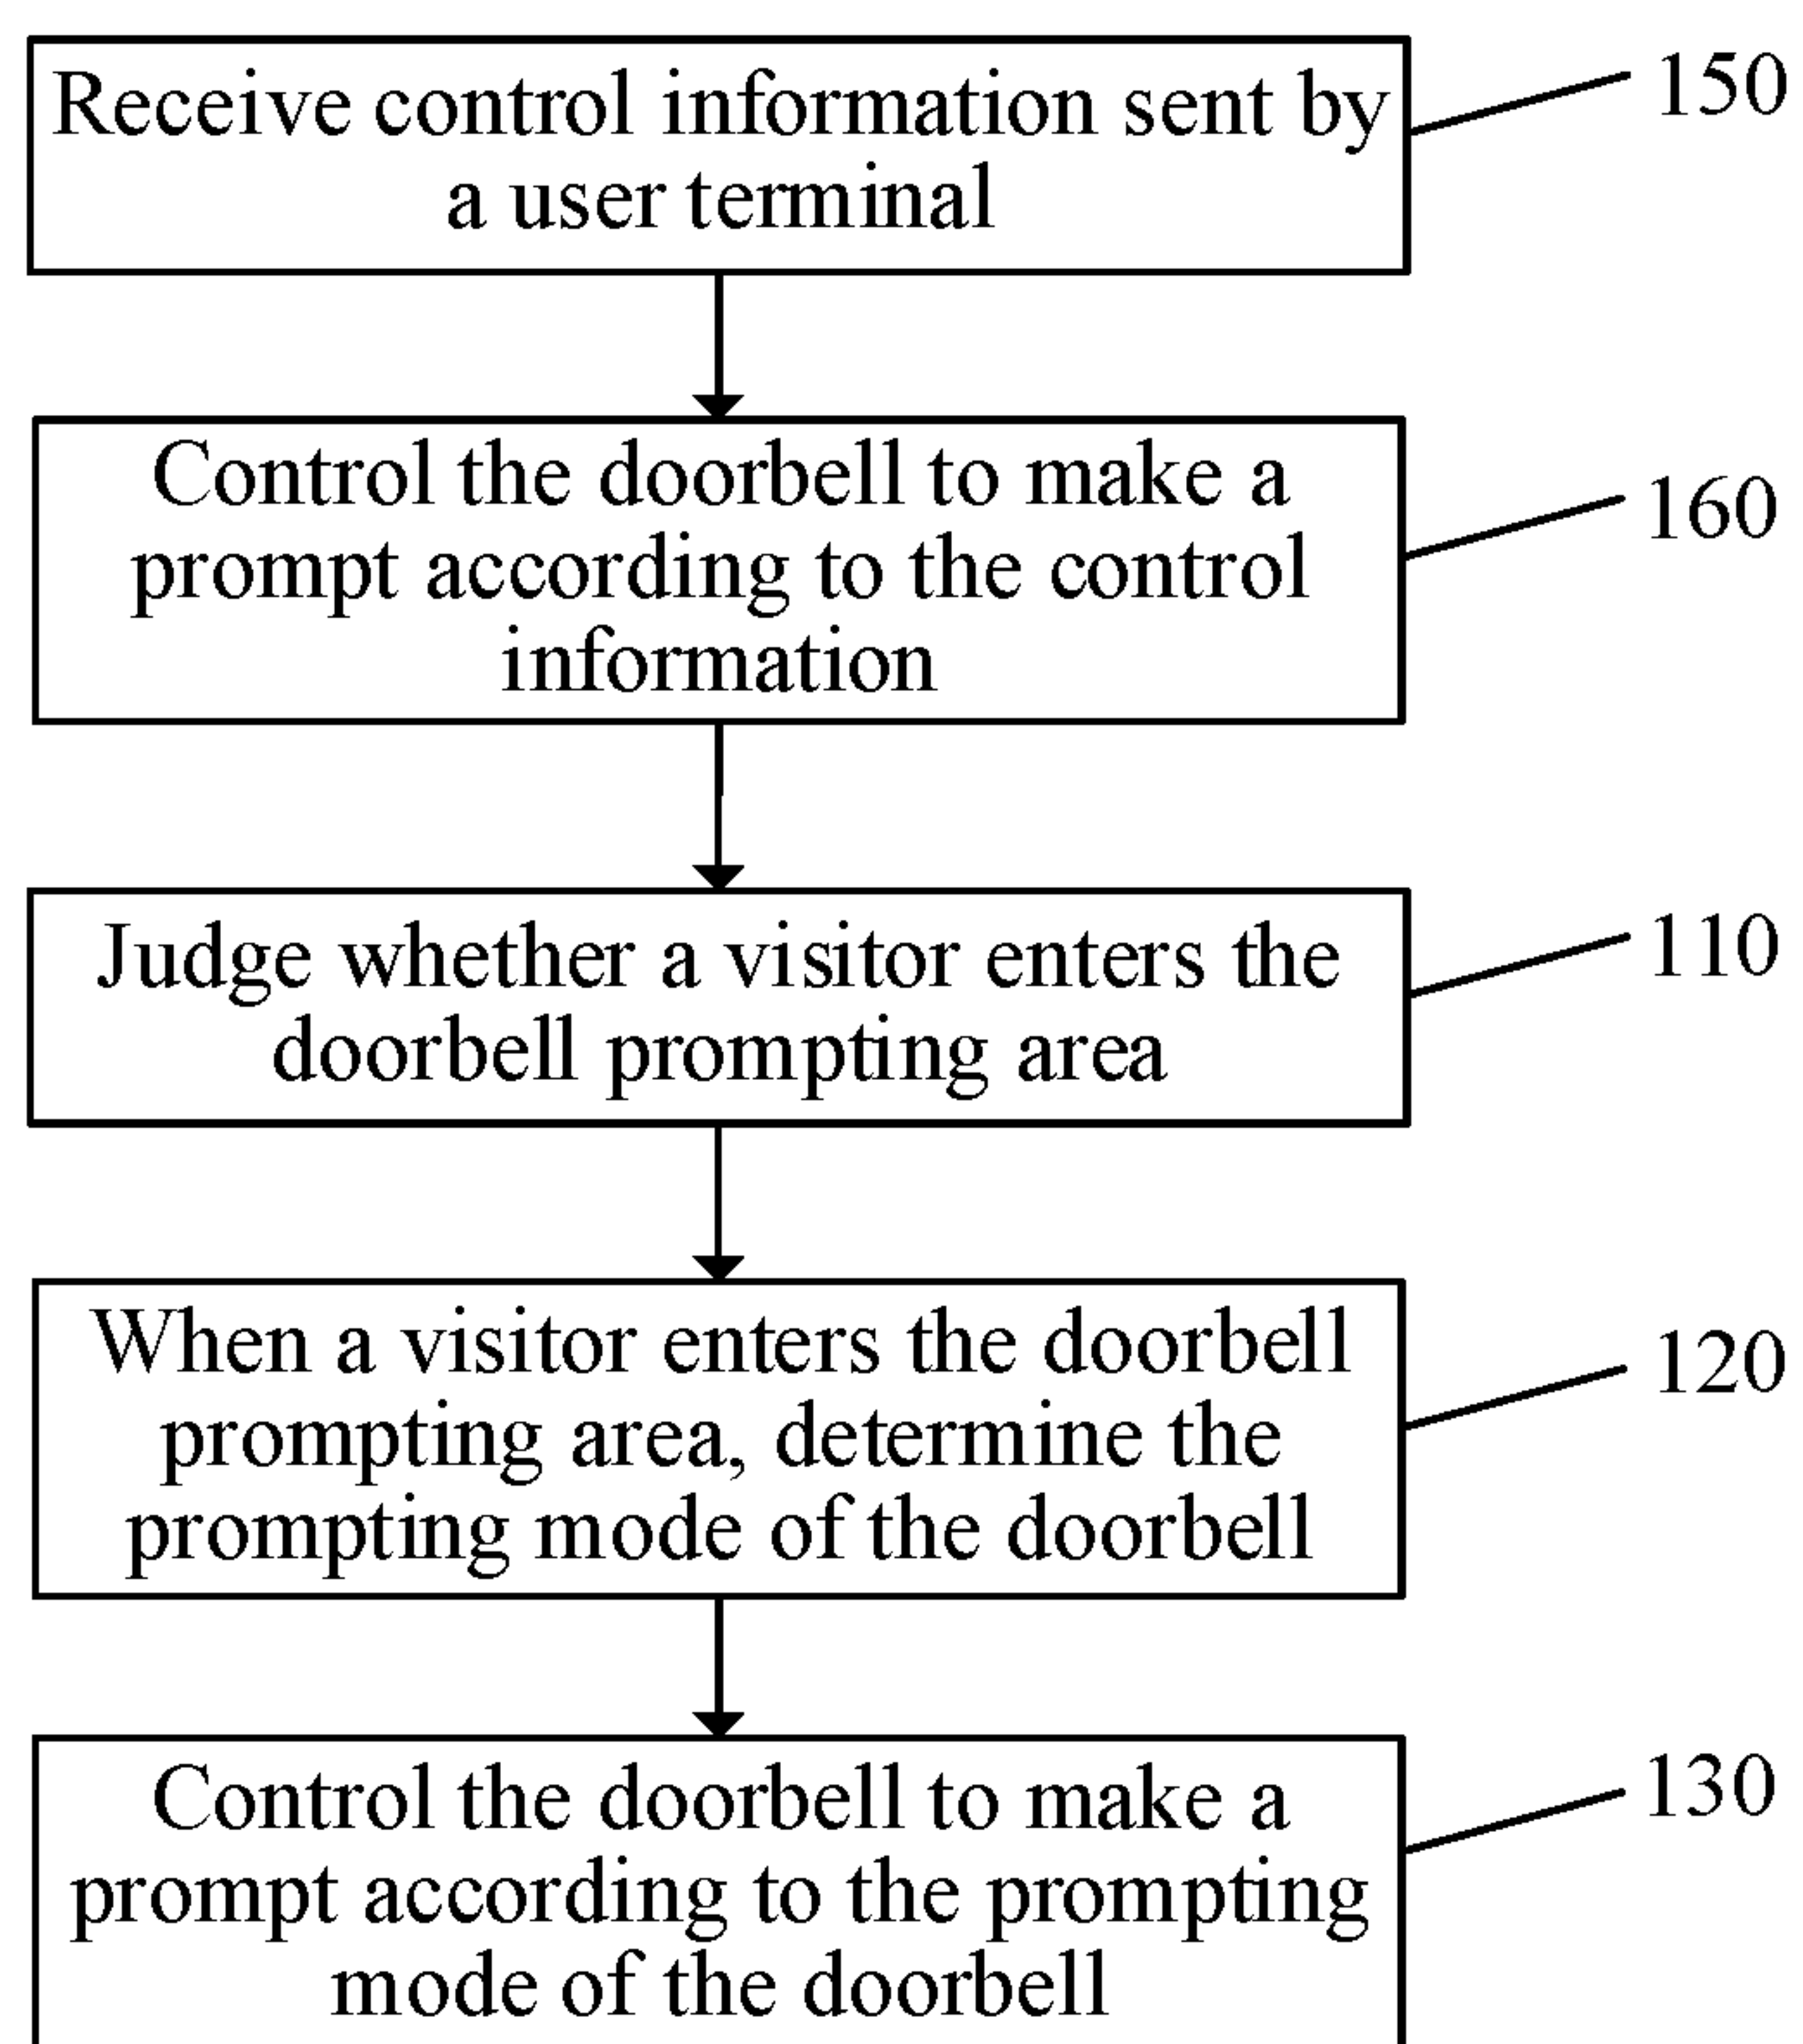 Receive control information sent by
a user terminal
150
Control the doorbell to make a
prompt according to the control
information
160
Judge whether a visitor enters the
doorbell prompting area
110
When a visitor enters the doorbell
prompting area, determine the
prompting mode of the doorbell
120
Control the doorbell to make a
prompt according to the prompting
mode of the doorbell
130